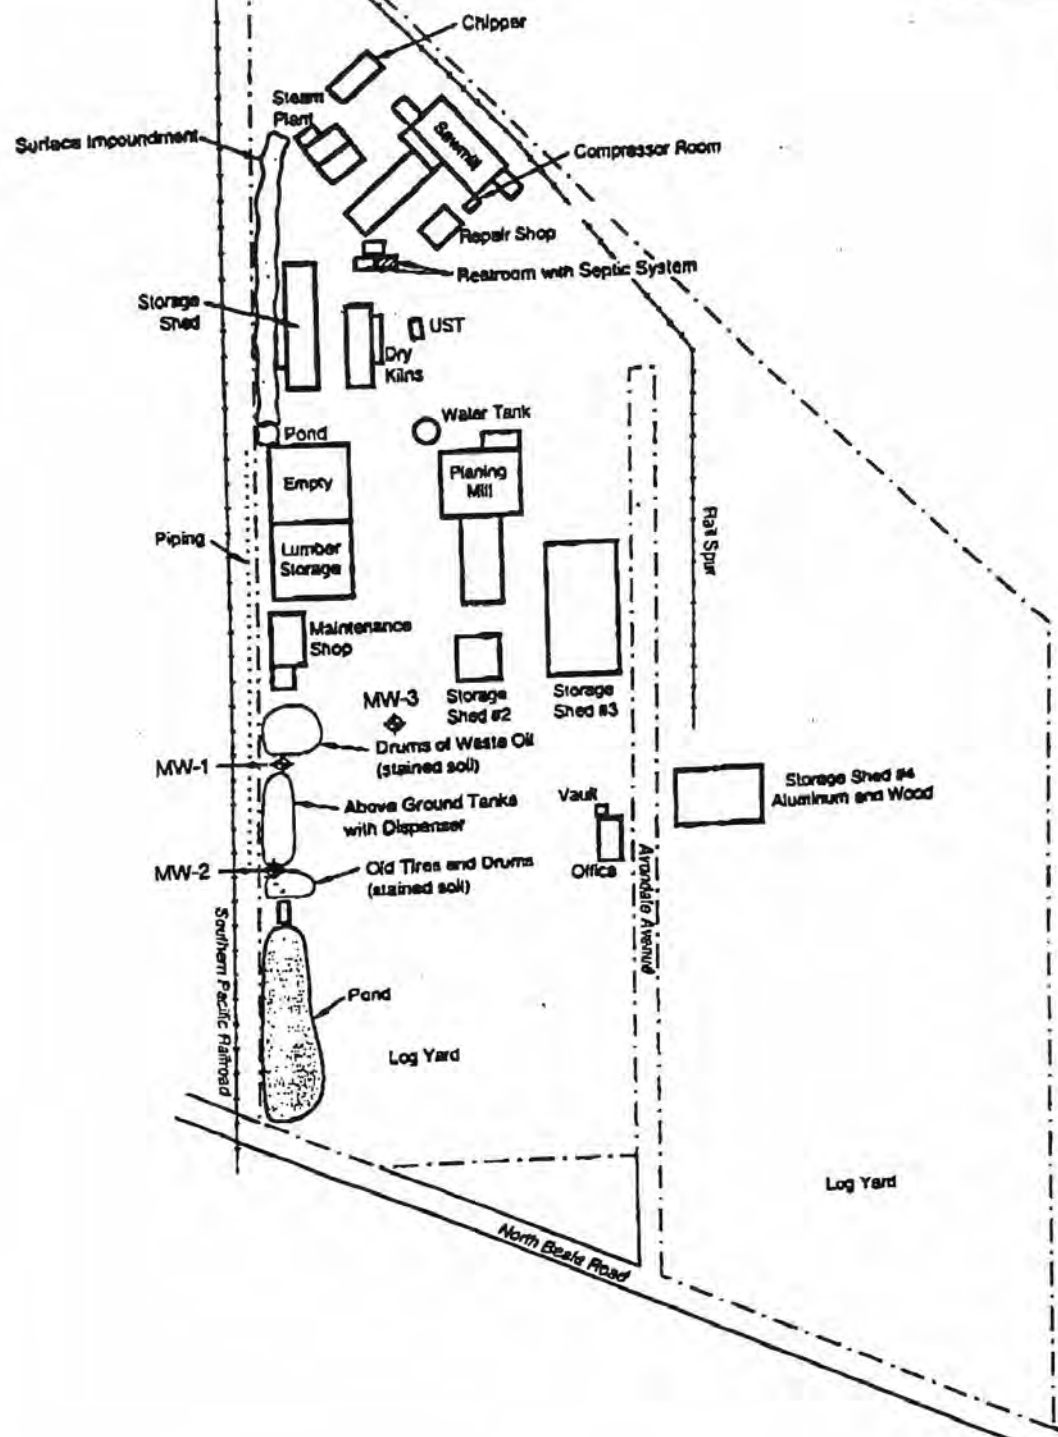 Chipper
Steam
Plant
Sawmill
Surface Impoundment
Compressor Room
Repair Shop
Restroom with Septic System
Storage
Shed
UST
Dry
Kilns
Water Tank
Pond
Planing
Mill
Empty
Rail Spur
Piping
Lumber
Storage
Maintenance
Shop
MW-3
Storage
Shed #2
Storage
Shed #3
Drums of Waste Oil
(stained soil)
MW-1
Storage Shed #4
Aluminum and Wood
Above Ground Tanks
with Dispenser
Vault
Office
MW-2
Old Tires and Drums
(stained soil)
Avondale Avenue
Southern Pacific Railroad
Pond
Log Yard
Log Yard
North Beale Road